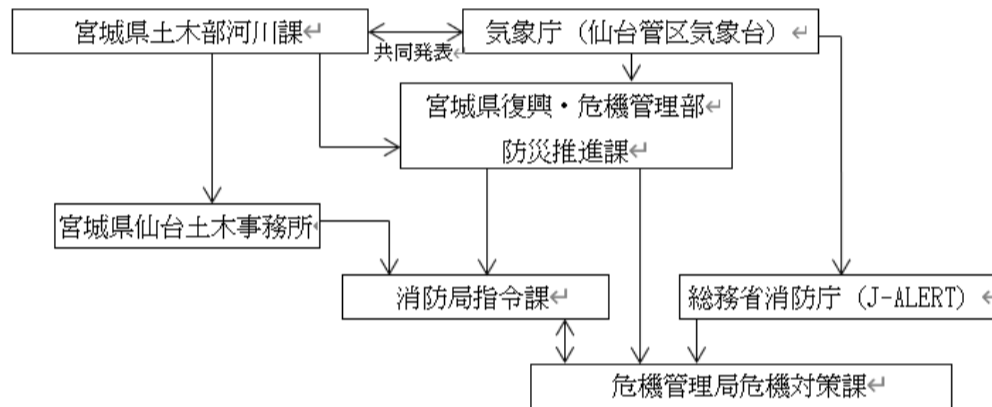 宮城県土木部河川課↵
気象庁（仙台管区気象台）↵
共同発表↵
宮城県復興・危機管理部↵
防災推進課↵
宮城県仙台土木事務所↵
消防局指令課↵
総務省消防庁（J-ALERT）↵
危機管理局危機対策課↵